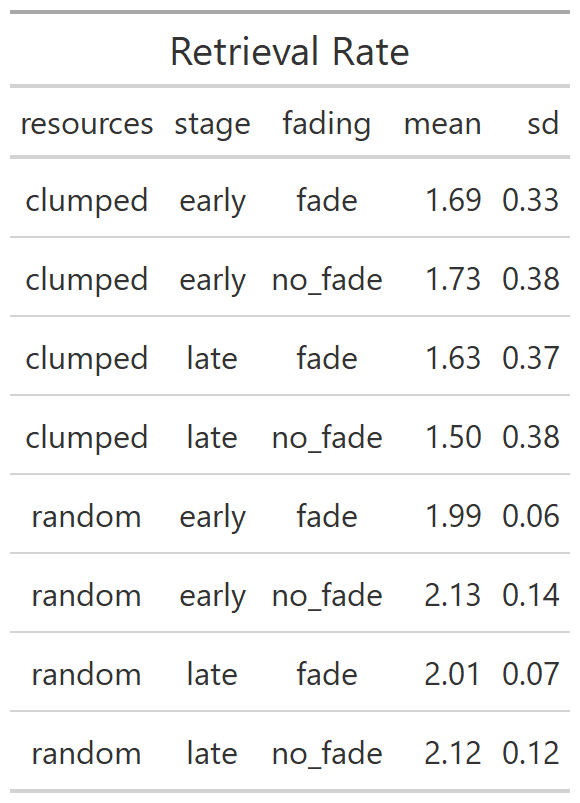 Retrieval Rate
resources stage fading mean sd
clumped early fade 1.69 0.33
clumped early no_fade 1.73 0.38
clumped late fade 1.63 0.37
clumped late no_fade 1.50 0.38
random early fade 1.99 0.06
random early no_fade 2.13 0.14
random late fade 2.01 0.07
random late no_fade 2.12 0.12